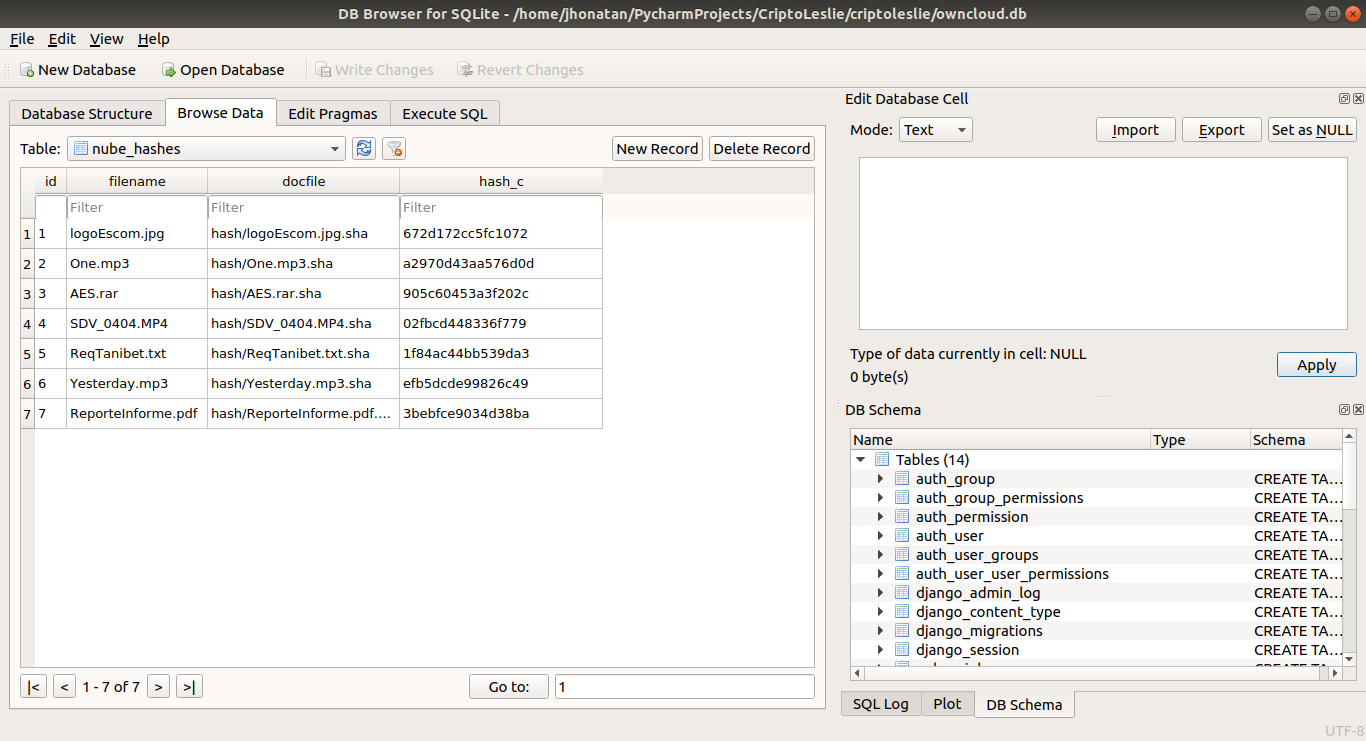 DB Browser for SQLite - /home/jhonatan/PycharmProjects/CriptoLeslie/criptoleslie/owncloud.db
File Edit View Help
New Database Open Database Write Changes Revert Changes
Database Structure Browse Data Edit Pragmas Execute SQL
Table: nube_hashes New Record Delete Record
id filename docfile hash_c
Filter Filter Filter
1 1 logoEscom.jpg hash/logoEscom.jpg.sha 672d172cc5fc1072
2 2 One.mp3 hash/One.mp3.sha a2970d43aa576d0d
3 3 AES.rar hash/AES.rar.sha 905c60453a3f202c
4 4 SDV_0404.MP4 hash/SDV_0404.MP4.sha 02fbcd448336f779
5 5 ReqTanibet.txt hash/ReqTanibet.txt.sha 1f84ac44bb539da3
6 6 Yesterday.mp3 hash/Yesterday.mp3.sha efb5dcde99826c49
7 7 ReporteInforme.pdf hash/ReporteInforme.pdf.... 3bebfce9034d38ba
|< < 1 - 7 of 7 > >| Go to: 1
Edit Database Cell
Mode: Text Import Export Set as NULL
Type of data currently in cell: NULL
0 byte(s)
Apply
DB Schema
Name Type Schema
Tables (14)
auth_group CREATE TA...
auth_group_permissions CREATE TA...
auth_permission CREATE TA...
auth_user CREATE TA...
auth_user_groups CREATE TA...
auth_user_user_permissions CREATE TA...
django_admin_log CREATE TA...
django_content_type CREATE TA...
django_migrations CREATE TA...
django_session CREATE TA...
SQL Log Plot DB Schema
UTF-8